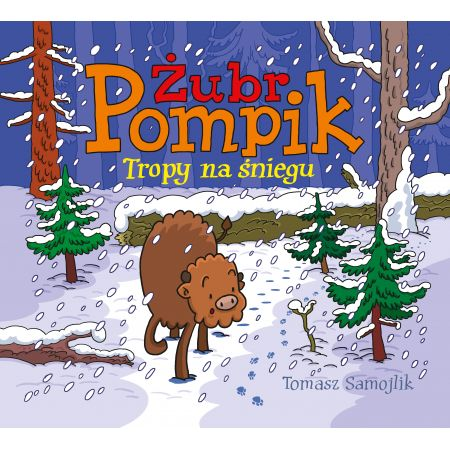 Żubr
Pompik
Tropy na śniegu
Tomasz Samojlik